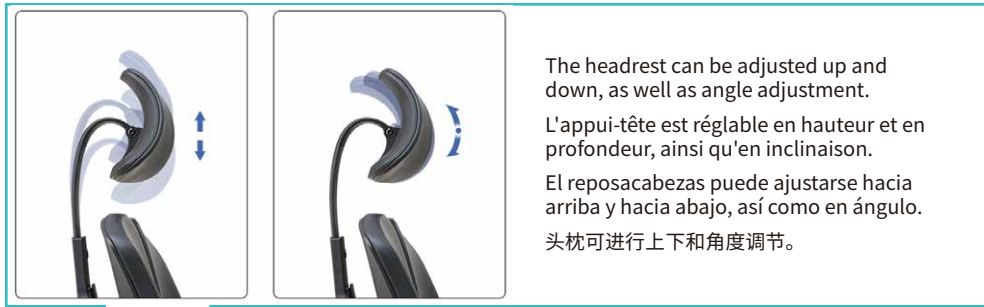 The headrest can be adjusted up and
down, as well as angle adjustment.
L'appui-tête est réglable en hauteur et en
profondeur, ainsi qu'en inclinaison.
El reposacabezas puede ajustarse hacia
arriba y hacia abajo, así como en ángulo.
头枕可进行上下和角度调节。